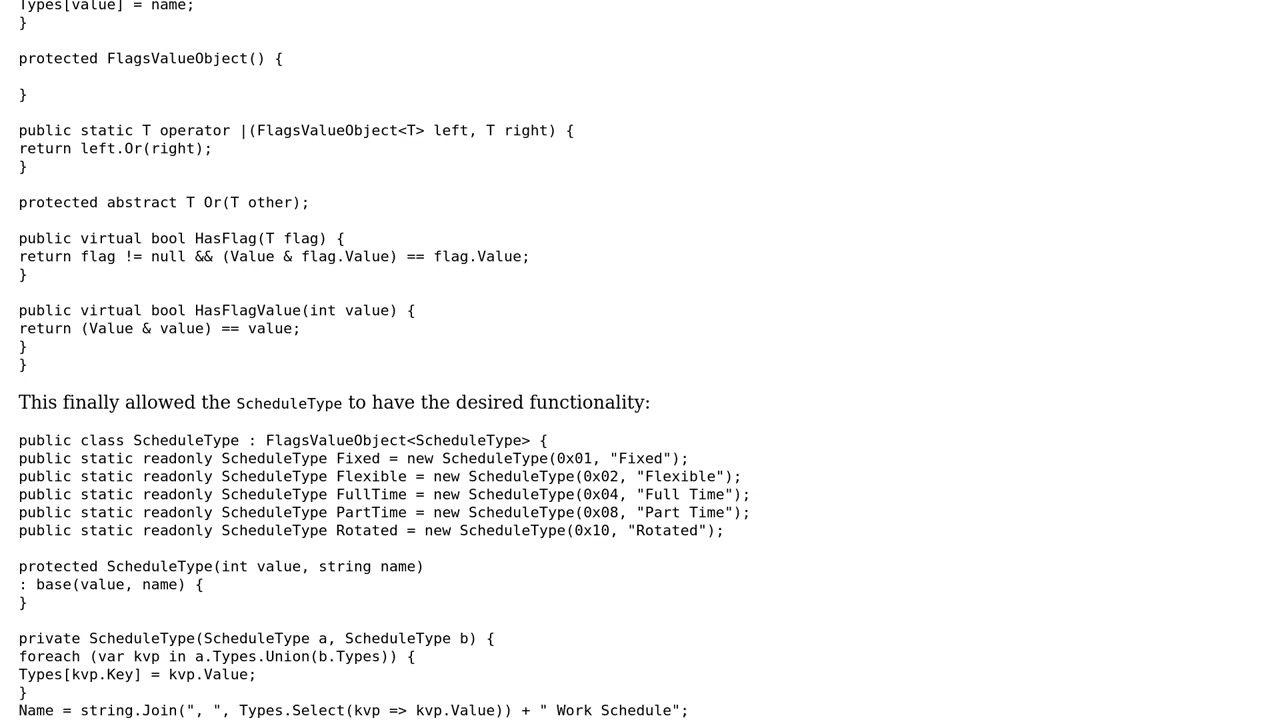 Types[value] = name;
}
protected FlagsValueObject() {
}
public static T operator |(FlagsValueObject<T> left, T right) {
return left.Or(right);
}
protected abstract T Or(T other);
public virtual bool HasFlag(T flag) {
return flag != null && (Value & flag.Value) == flag.Value;
}
public virtual bool HasFlagValue(int value) {
return (Value & value) == value;
}
}
This finally allowed the ScheduleType to have the desired functionality:
public class ScheduleType : FlagsValueObject<ScheduleType> {
public static readonly ScheduleType Fixed = new ScheduleType(0x01, "Fixed");
public static readonly ScheduleType Flexible = new ScheduleType(0x02, "Flexible");
public static readonly ScheduleType FullTime = new ScheduleType(0x04, "Full Time");
public static readonly ScheduleType PartTime = new ScheduleType(0x08, "Part Time");
public static readonly ScheduleType Rotated = new ScheduleType(0x10, "Rotated");
protected ScheduleType(int value, string name)
: base(value, name) {
}
private ScheduleType(ScheduleType a, ScheduleType b) {
foreach (var kvp in a.Types.Union(b.Types)) {
Types[kvp.Key] = kvp.Value;
}
Name = string.Join(", ", Types.Select(kvp => kvp.Value)) + " Work Schedule";